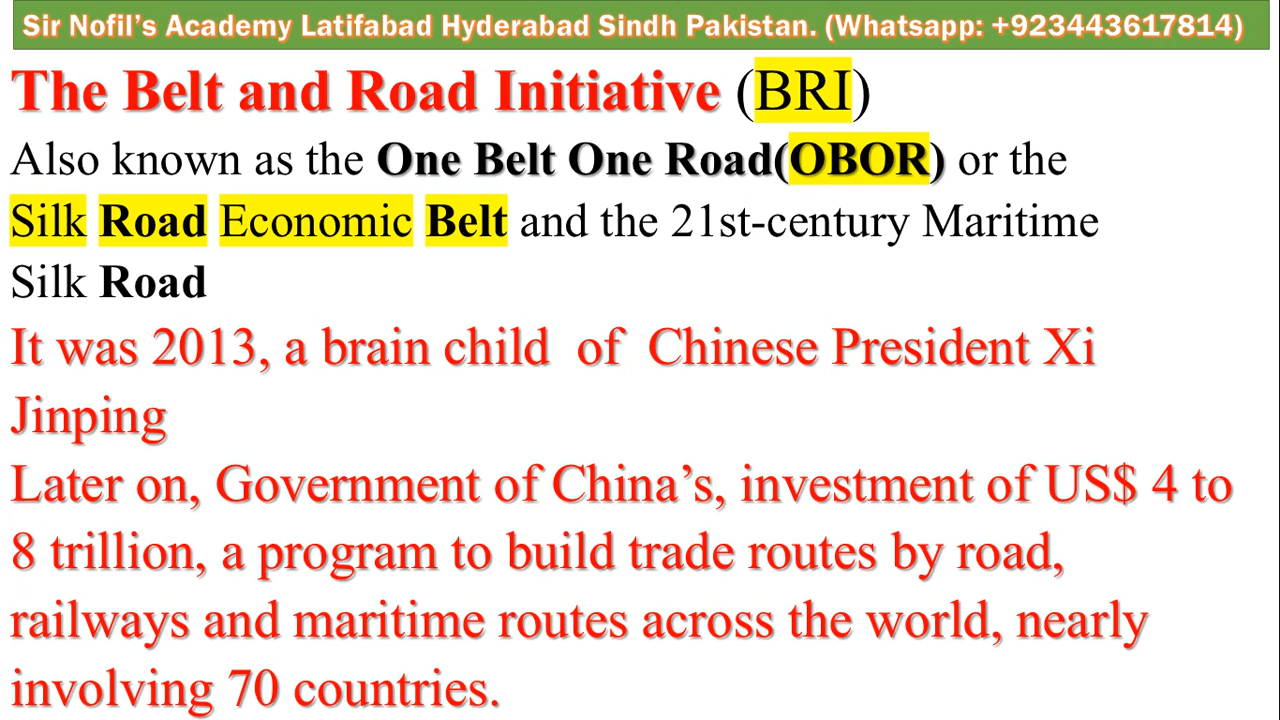 Sir Nofil’s Academy Latifabad Hyderabad Sindh Pakistan. (Whatsapp: +923443617814)
The Belt and Road Initiative (BRI)
Also known as the One Belt One Road(OBOR) or the
Silk Road Economic Belt and the 21st-century Maritime
Silk Road
It was 2013, a brain child of Chinese President Xi
Jinping
Later on, Government of China’s, investment of US$ 4 to
8 trillion, a program to build trade routes by road,
railways and maritime routes across the world, nearly
involving 70 countries.